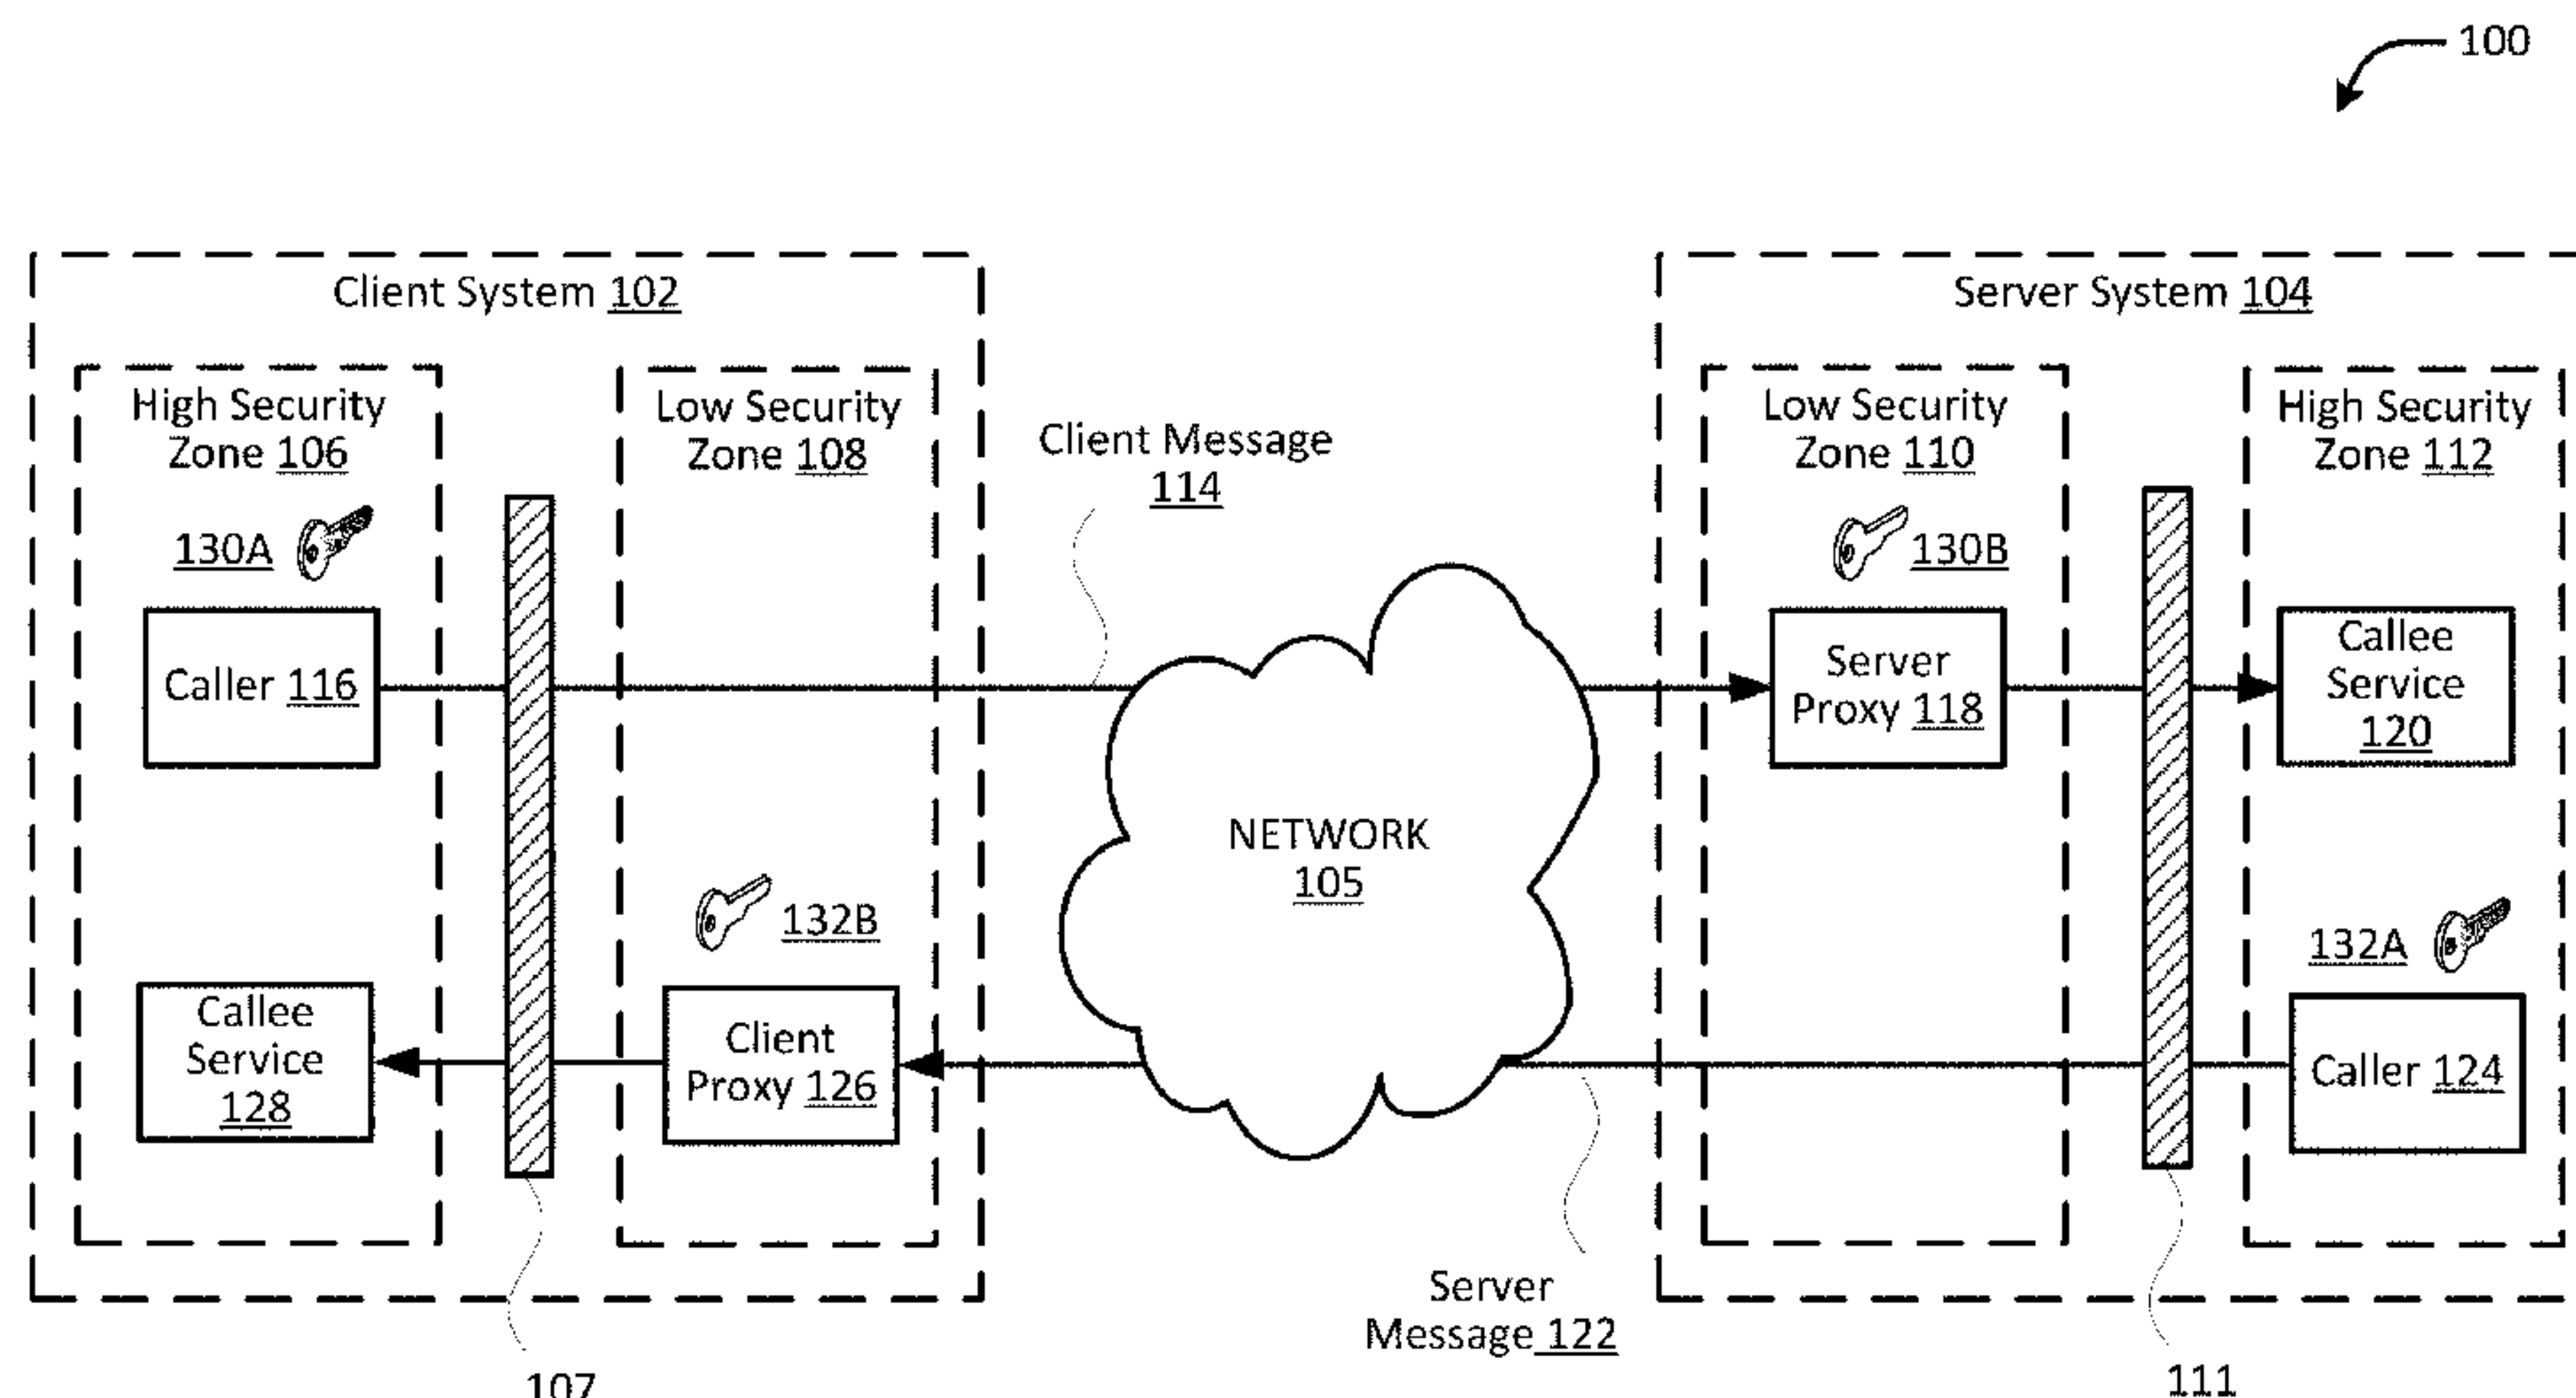 100
Client System 102
High Security
Zone 106
130A
Caller 116
Callee
Service
128
Low Security
Zone 108
132B
Client
Proxy 126
107
Client Message
114
NETWORK
105
Server
Message 122
Server System 104
Low Security
Zone 110
130B
Server
Proxy 118
High Security
Zone 112
Callee
Service
120
132A
Caller 124
111